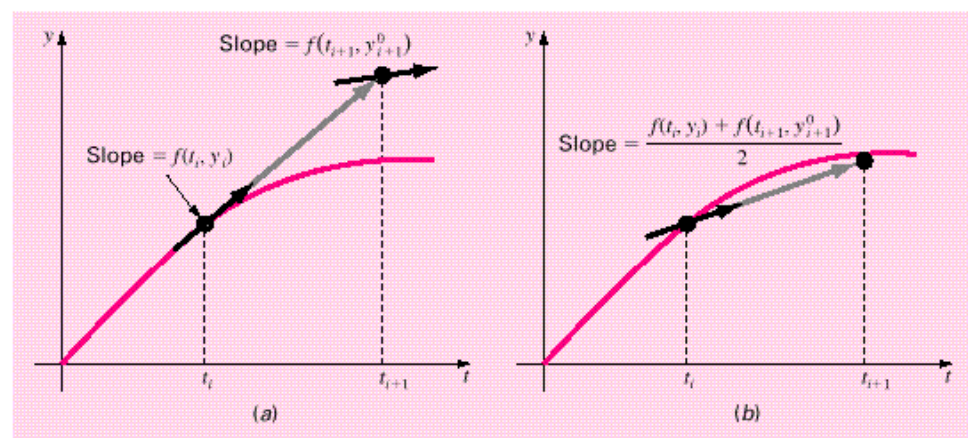 y
Slope = f(t_{i+1}, y^0_{i+1})
Slope = f(t_i, y_i)
t_i
t_{i+1}
t
(a)
y
Slope = \frac{f(t_i, y_i) + f(t_{i+1}, y^0_{i+1})}{2}
t_i
t_{i+1}
t
(b)